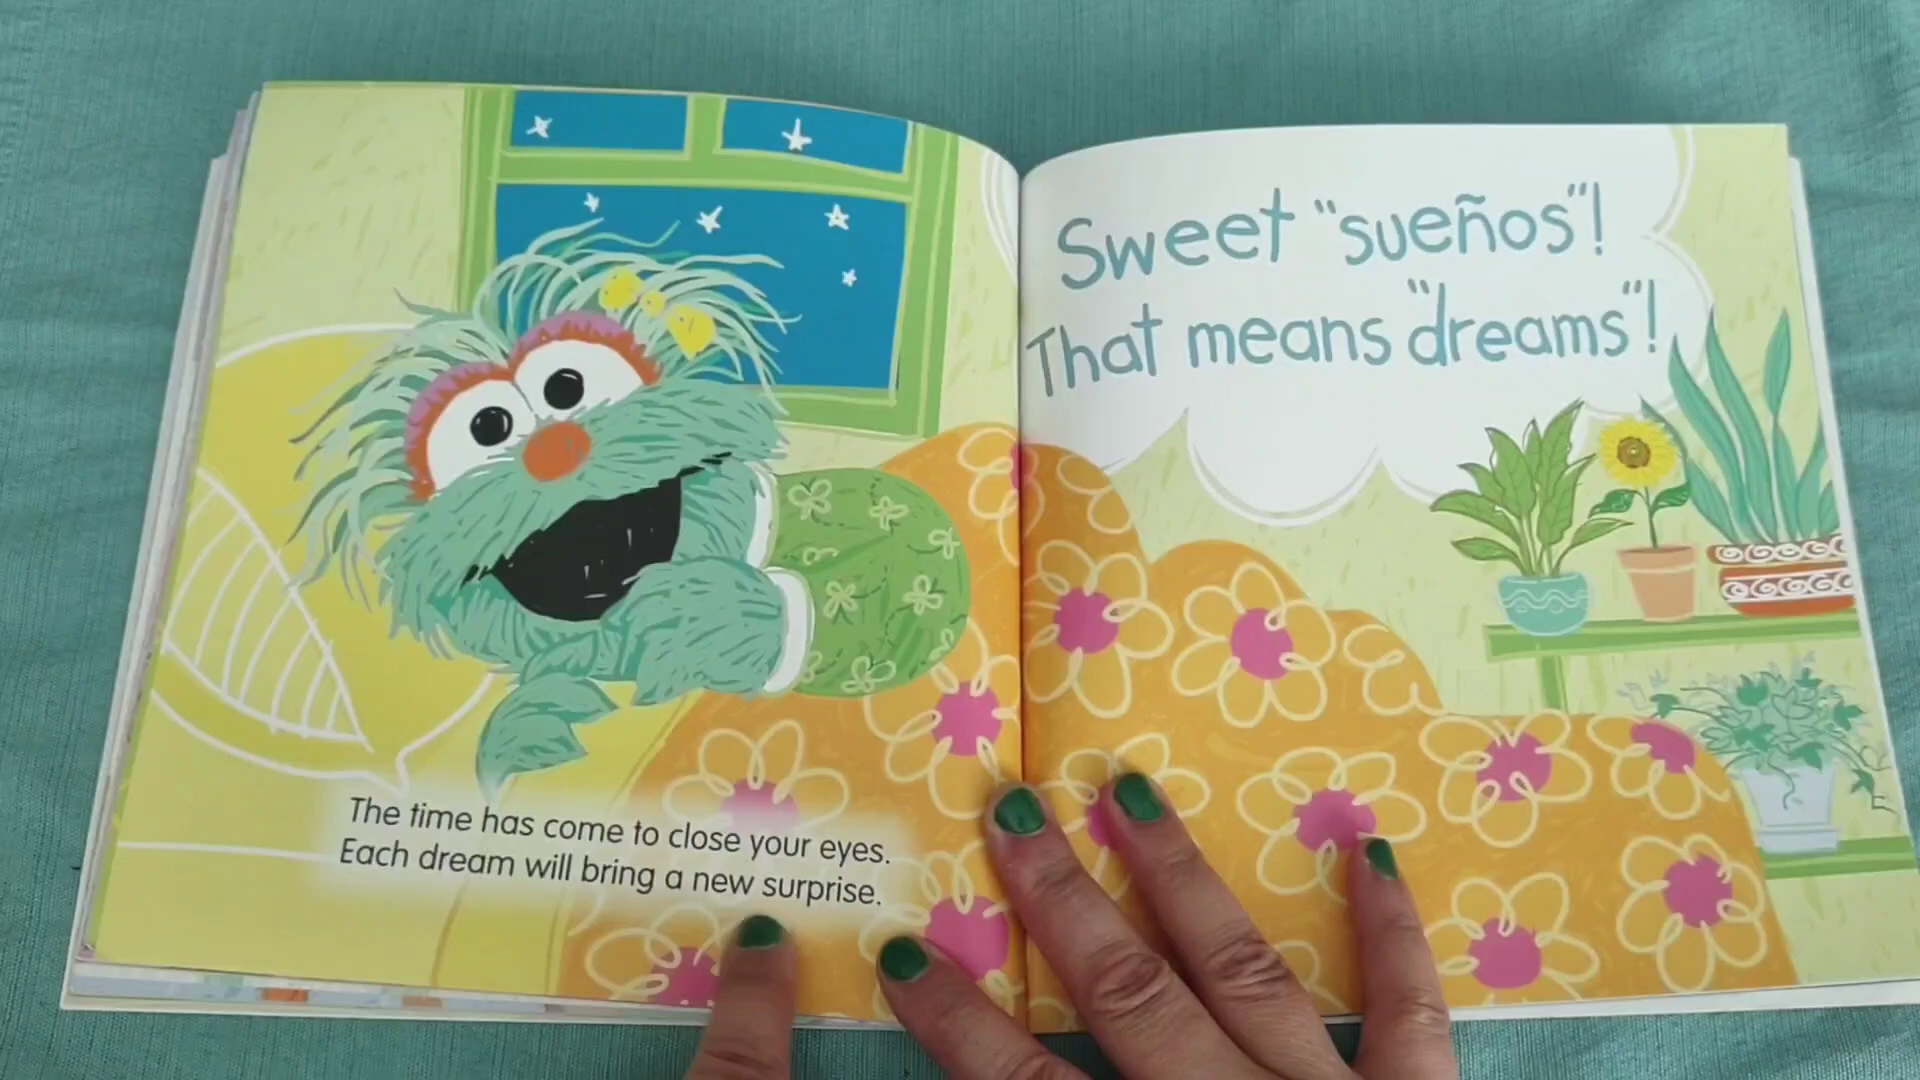 The time has come to close your eyes.
Each dream will bring a new surprise.
Sweet "sueños"!
That means "dreams"!